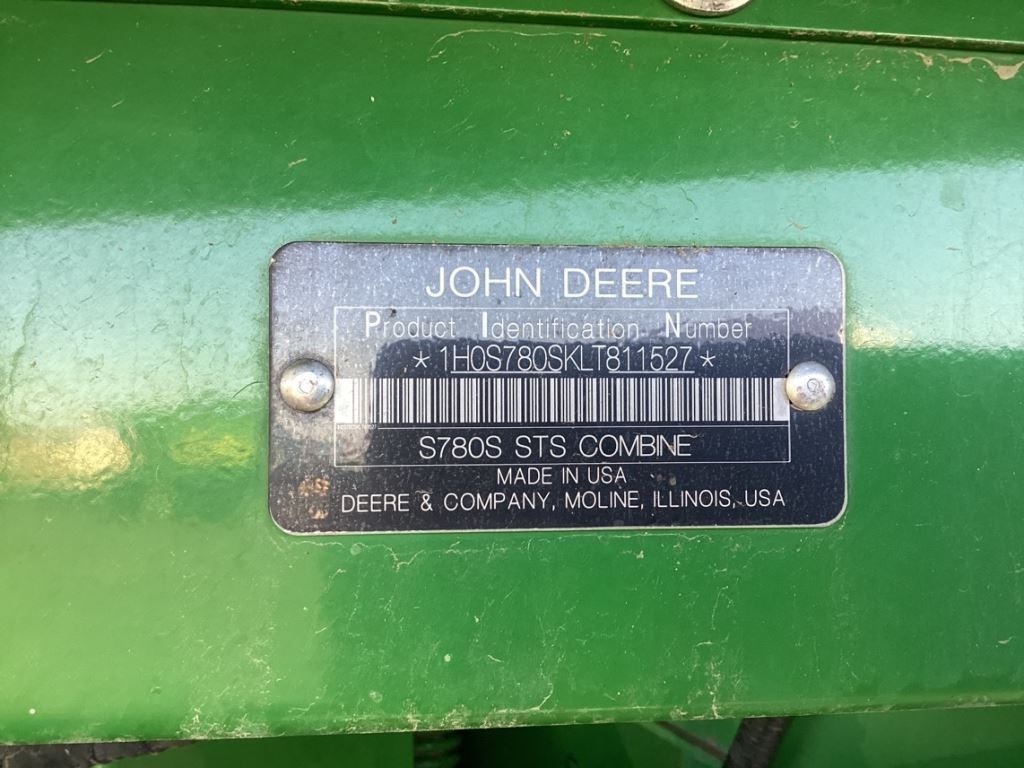 JOHN DEERE
Product Identification Number
*1H0S780SKLT811527*
S780S STS COMBINE
MADE IN USA
DEERE & COMPANY, MOLINE, ILLINOIS, USA